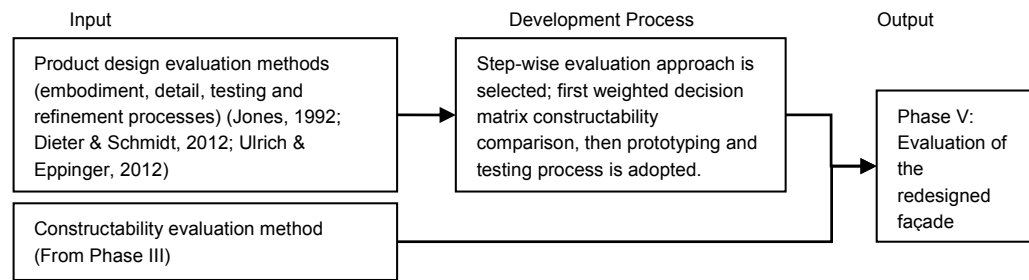 Input
Development Process
Output
Product design evaluation methods
(embodiment, detail, testing and
refinement processes) (Jones, 1992;
Dieter & Schmidt, 2012; Ulrich &
Eppinger, 2012)
Step-wise evaluation approach is
selected; first weighted decision
matrix constructability
comparison, then prototyping and
testing process is adopted.
Phase V:
Evaluation of
the
redesigned
façade
Constructability evaluation method
(From Phase III)